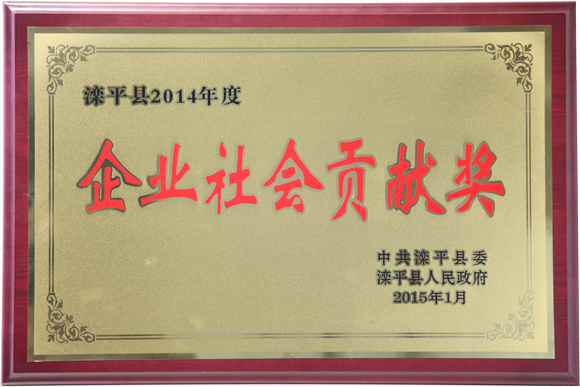 滦平县2014年度
企业社会贡献奖
中共滦平县委
滦平县人民政府
2015年1月